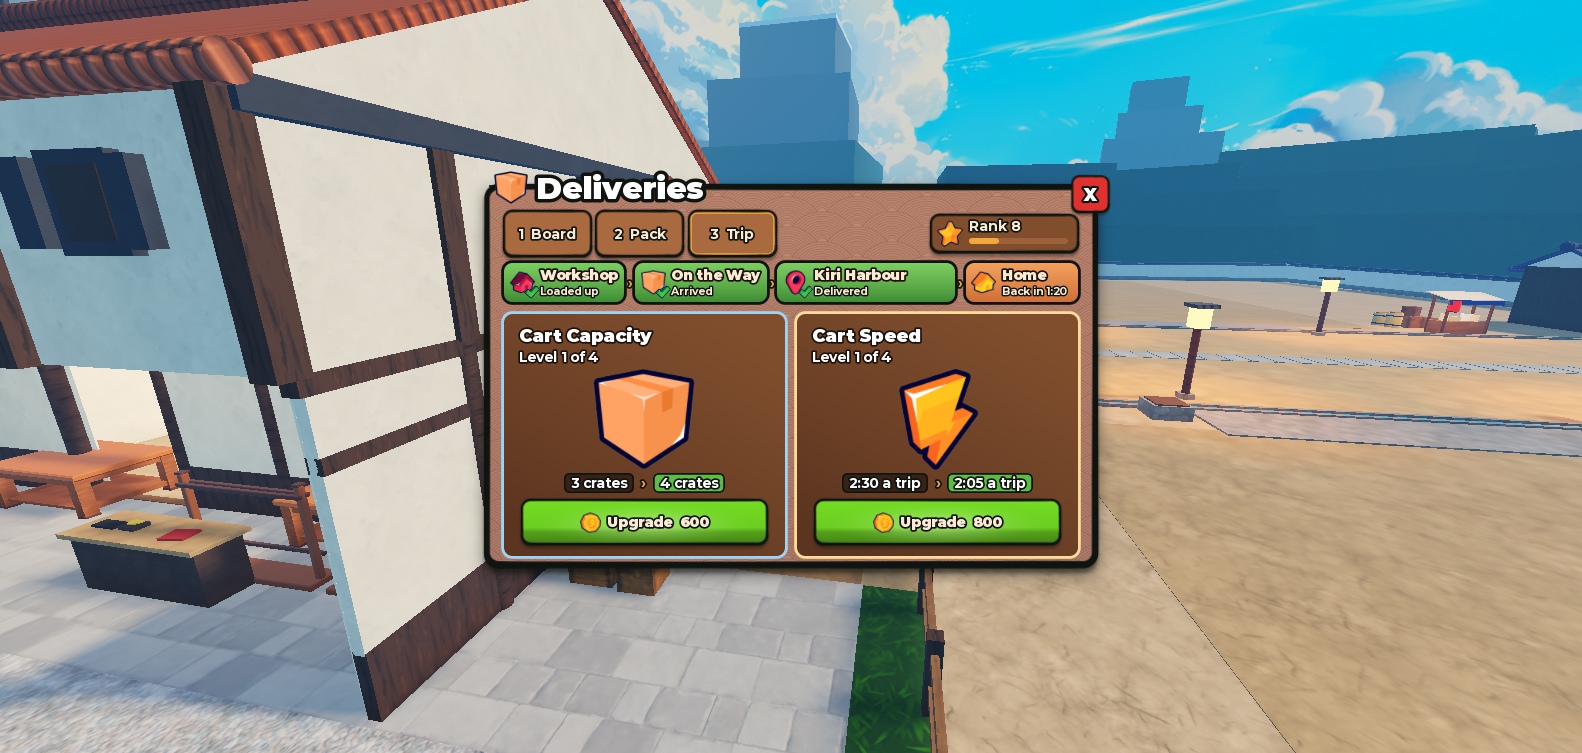 Deliveries
X
1 Board
2 Pack
3 Trip
Rank 8
Workshop
Loaded up
On the Way
Arrived
Kiri Harbour
Delivered
Home
Back in 1:20
Cart Capacity
Level 1 of 4
3 crates › 4 crates
Upgrade 600
Cart Speed
Level 1 of 4
2:30 a trip › 2:05 a trip
Upgrade 800